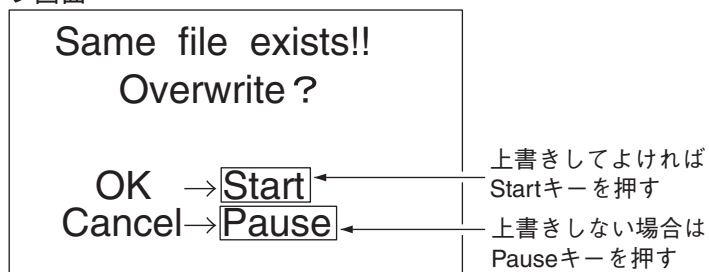 Same file exists!!
Overwrite?
OK →Start
Cancel→Pause
上書きしてよければ
Startキーを押す
上書きしない場合は
Pauseキーを押す